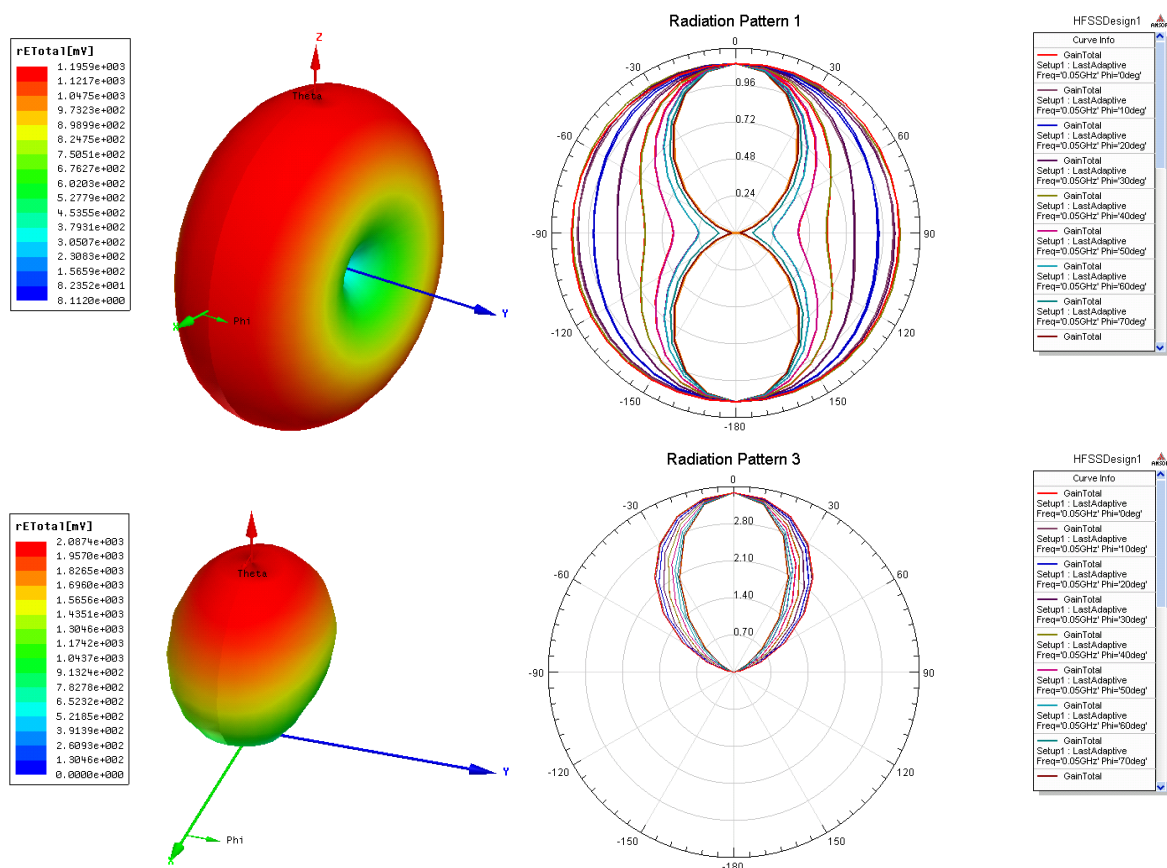 rETotal[mV]
1.1959e+003
1.1217e+003
1.0475e+003
9.7323e+002
8.9899e+002
8.2475e+002
7.5051e+002
6.7627e+002
6.0203e+002
5.2779e+002
4.5355e+002
3.7931e+002
3.0507e+002
2.3083e+002
1.5659e+002
8.2352e+001
8.1120e+000
Z
Theta
Phi
X
Y
Radiation Pattern 1
0
30
60
90
120
150
-180
-150
-120
-90
-60
-30
0.96
0.72
0.48
0.24
HFSSDesign1
ANSOFT
Curve Info
GainTotal
Setup1 : LastAdaptive
Freq='0.05GHz' Phi='0deg'
GainTotal
Setup1 : LastAdaptive
Freq='0.05GHz' Phi='10deg'
GainTotal
Setup1 : LastAdaptive
Freq='0.05GHz' Phi='20deg'
GainTotal
Setup1 : LastAdaptive
Freq='0.05GHz' Phi='30deg'
GainTotal
Setup1 : LastAdaptive
Freq='0.05GHz' Phi='40deg'
GainTotal
Setup1 : LastAdaptive
Freq='0.05GHz' Phi='50deg'
GainTotal
Setup1 : LastAdaptive
Freq='0.05GHz' Phi='60deg'
GainTotal
Setup1 : LastAdaptive
Freq='0.05GHz' Phi='70deg'
GainTotal
rETotal[mV]
2.0874e+003
1.9570e+003
1.8265e+003
1.6960e+003
1.5656e+003
1.4351e+003
1.3046e+003
1.1742e+003
1.0437e+003
9.1324e+002
7.8278e+002
6.5232e+002
5.2185e+002
3.9139e+002
2.6093e+002
1.3046e+002
0.0000e+000
Theta
Y
Phi
X
Radiation Pattern 3
0
30
60
90
120
150
-180
-150
-120
-90
-60
-30
2.80
2.10
1.40
0.70
HFSSDesign1
ANSOFT
Curve Info
GainTotal
Setup1 : LastAdaptive
Freq='0.05GHz' Phi='0deg'
GainTotal
Setup1 : LastAdaptive
Freq='0.05GHz' Phi='10deg'
GainTotal
Setup1 : LastAdaptive
Freq='0.05GHz' Phi='20deg'
GainTotal
Setup1 : LastAdaptive
Freq='0.05GHz' Phi='30deg'
GainTotal
Setup1 : LastAdaptive
Freq='0.05GHz' Phi='40deg'
GainTotal
Setup1 : LastAdaptive
Freq='0.05GHz' Phi='50deg'
GainTotal
Setup1 : LastAdaptive
Freq='0.05GHz' Phi='60deg'
GainTotal
Setup1 : LastAdaptive
Freq='0.05GHz' Phi='70deg'
GainTotal